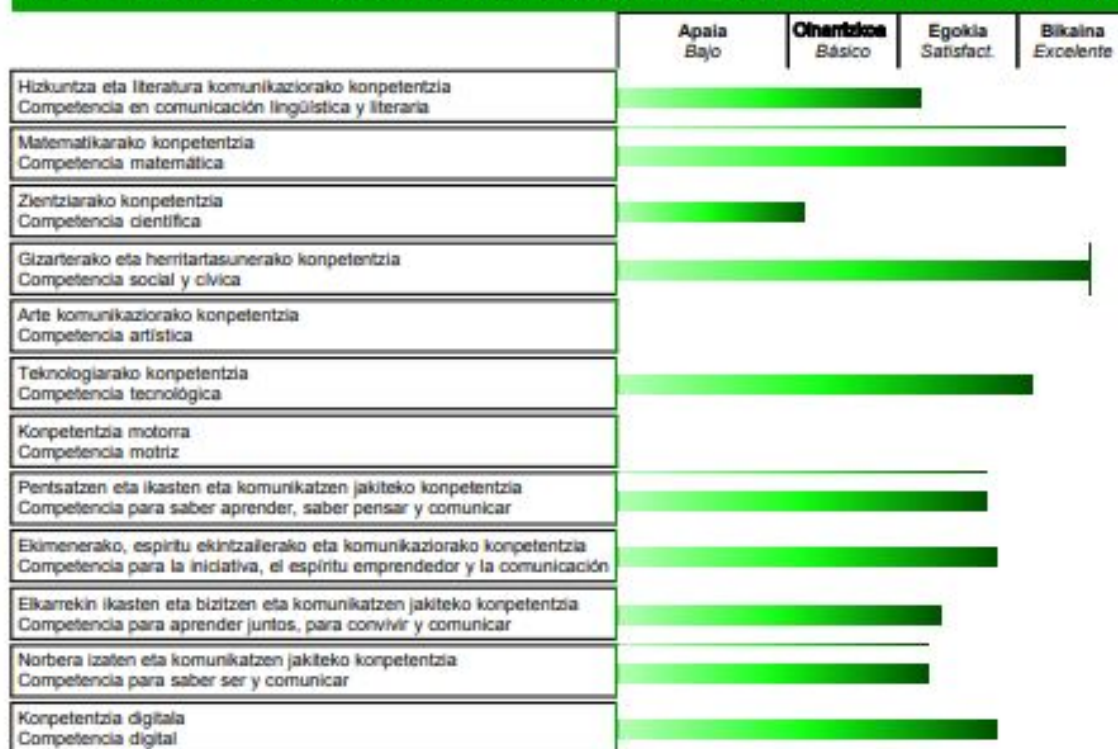 Apala
Bajo
Oinarrizkoa
Básico
Egokia
Satisfact.
Bikaina
Excelente
Hizkuntza eta literatura komunikaziorako konpetentzia
Competencia en comunicación lingüística y literaria
Matematikarako konpetentzia
Competencia matemática
Zientziarako konpetentzia
Competencia científica
Gizarterako eta herritartasunerako konpetentzia
Competencia social y cívica
Arte komunikaziorako konpetentzia
Competencia artística
Teknologiarako konpetentzia
Competencia tecnológica
Konpetentzia motorra
Competencia motriz
Pentsatzen eta ikasten eta komunikatzen jakiteko konpetentzia
Competencia para saber aprender, saber pensar y comunicar
Ekimenerako, espiritu ekintzailerako eta komunikaziorako konpetentzia
Competencia para la iniciativa, el espíritu emprendedor y la comunicación
Elkarrekin ikasten eta bizitzen eta komunikatzen jakiteko konpetentzia
Competencia para aprender juntos, para convivir y comunicar
Norbera izaten eta komunikatzen jakiteko konpetentzia
Competencia para saber ser y comunicar
Konpetentzia digitala
Competencia digital